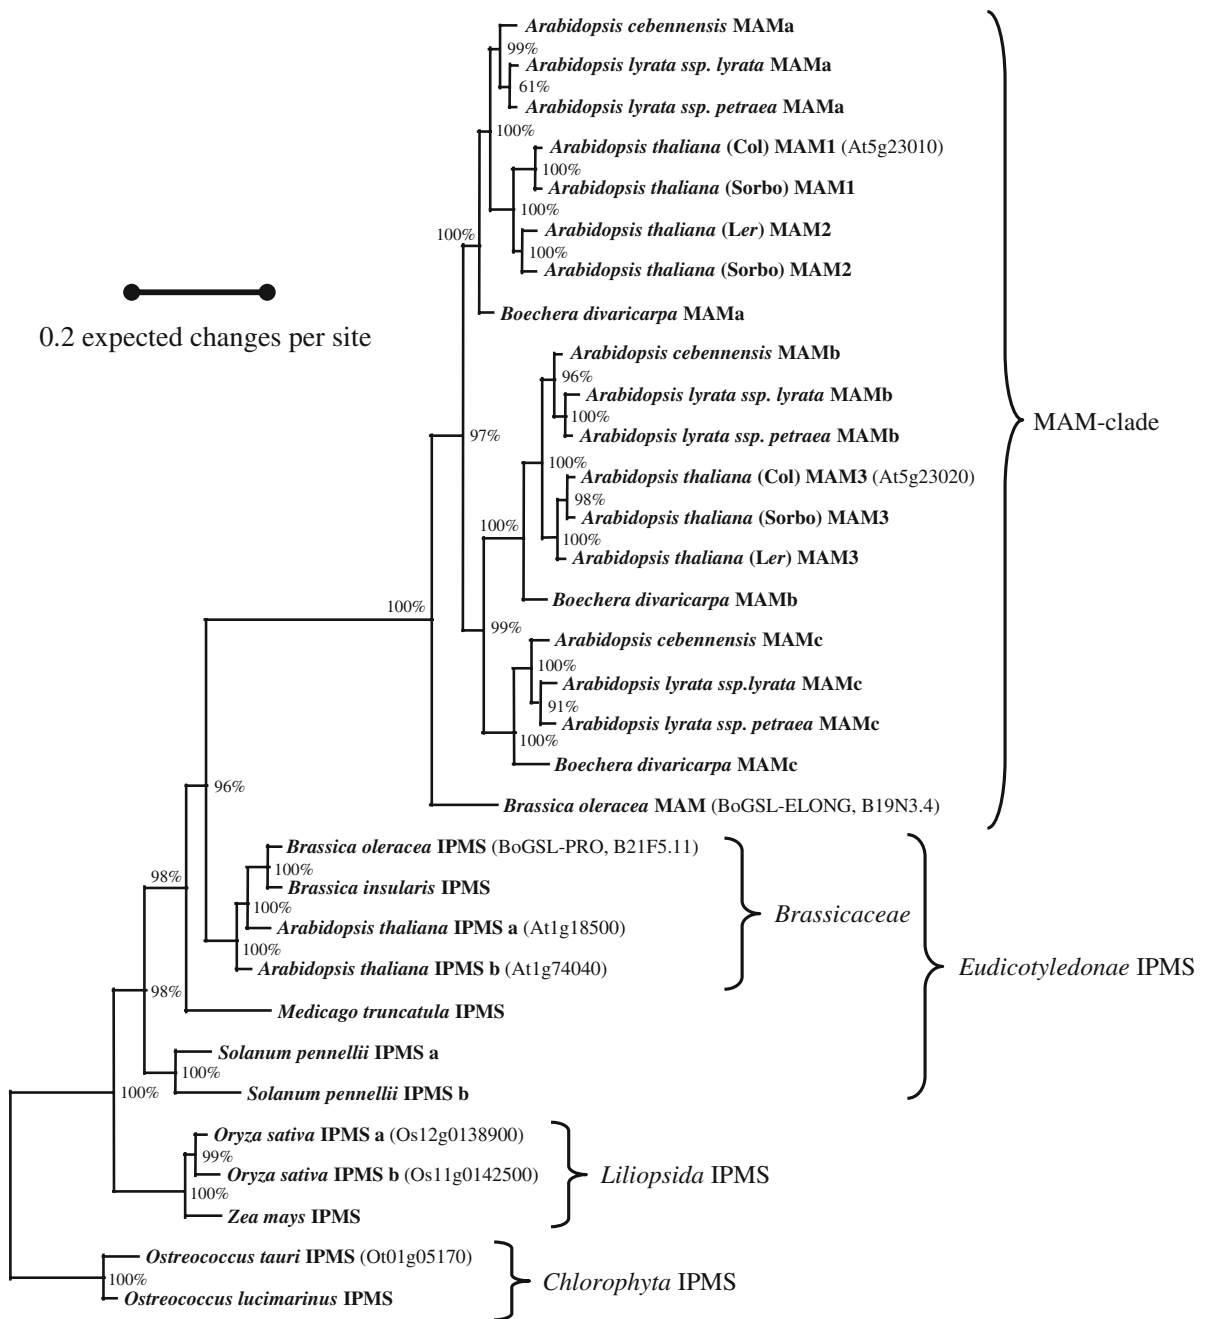 Arabidopsis cebennensis MAMa
99%
Arabidopsis lyrata ssp. lyrata MAMa
61%
Arabidopsis lyrata ssp. petraea MAMa
100%
Arabidopsis thaliana (Col) MAM1 (At5g23010)
100%
Arabidopsis thaliana (Sorbo) MAM1
100%
Arabidopsis thaliana (Ler) MAM2
100%
100%
Arabidopsis thaliana (Sorbo) MAM2
Boechera divaricarpa MAMa
0.2 expected changes per site
Arabidopsis cebennensis MAMb
96%
Arabidopsis lyrata ssp. lyrata MAMb
100%
MAM-clade
Arabidopsis lyrata ssp. petraea MAMb
97%
100%
Arabidopsis thaliana (Col) MAM3 (At5g23020)
98%
Arabidopsis thaliana (Sorbo) MAM3
100%
100%
Arabidopsis thaliana (Ler) MAM3
Boechera divaricarpa MAMb
100%
99%
Arabidopsis cebennensis MAMc
100%
Arabidopsis lyrata ssp.lyrata MAMc
91%
Arabidopsis lyrata ssp. petraea MAMc
100%
Boechera divaricarpa MAMc
96%
Brassica oleracea MAM (BoGSL-ELONG, B19N3.4)
Brassica oleracea IPMS (BoGSL-PRO, B21F5.11)
100%
98%
Brassica insularis IPMS
100%
Brassicaceae
Arabidopsis thaliana IPMS a (At1g18500)
100%
Arabidopsis thaliana IPMS b (At1g74040)
Eudicotyledonae IPMS
98%
Medicago truncatula IPMS
Solanum pennellii IPMS a
100%
100%
Solanum pennellii IPMS b
Oryza sativa IPMS a (Os12g0138900)
99%
Oryza sativa IPMS b (Os11g0142500)
Liliopsida IPMS
100%
Zea mays IPMS
Ostreococcus tauri IPMS (Ot01g05170)
100%
Chlorophyta IPMS
Ostreococcus lucimarinus IPMS